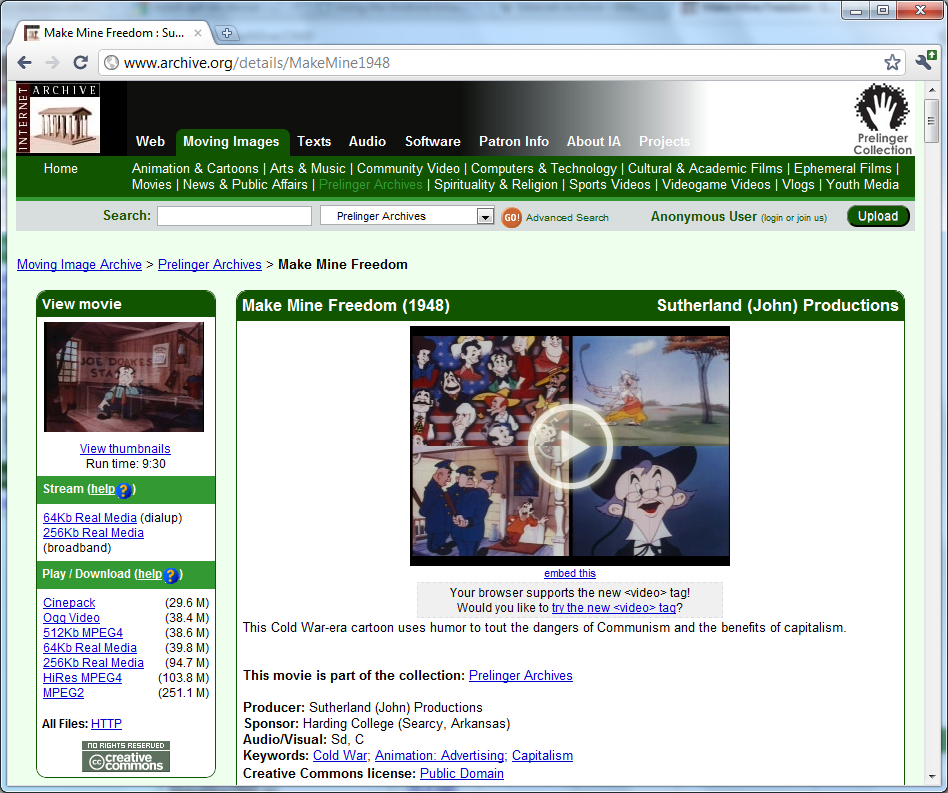 Make Mine Freedom : Su...
www.archive.org/details/MakeMine1948
INTERNET ARCHIVE
Web Moving Images Texts Audio Software Patron Info About IA Projects
Prelinger Collection
Home
Animation & Cartoons | Arts & Music | Community Video | Computers & Technology | Cultural & Academic Films | Ephemeral Films |
Movies | News & Public Affairs | Prelinger Archives | Spirituality & Religion | Sports Videos | Videogame Videos | Vlogs | Youth Media
Search: Prelinger Archives GO! Advanced Search Anonymous User (login or join us) Upload
Moving Image Archive > Prelinger Archives > Make Mine Freedom
View movie
JOE DOAKES
View thumbnails
Run time: 9:30
Stream (help?)
64Kb Real Media (dialup)
256Kb Real Media
(broadband)
Play / Download (help?)
Cinepack (29.6 M)
Ogg Video (38.4 M)
512Kb MPEG4 (38.6 M)
64Kb Real Media (39.8 M)
256Kb Real Media (94.7 M)
HiRes MPEG4 (103.8 M)
MPEG2 (251.1 M)
All Files: HTTP
NO RIGHTS RESERVED
cc creative commons
Make Mine Freedom (1948) Sutherland (John) Productions
embed this
Your browser supports the new <video> tag!
Would you like to try the new <video> tag?
This Cold War-era cartoon uses humor to tout the dangers of Communism and the benefits of capitalism.
This movie is part of the collection: Prelinger Archives
Producer: Sutherland (John) Productions
Sponsor: Harding College (Searcy, Arkansas)
Audio/Visual: Sd, C
Keywords: Cold War; Animation: Advertising; Capitalism
Creative Commons license: Public Domain